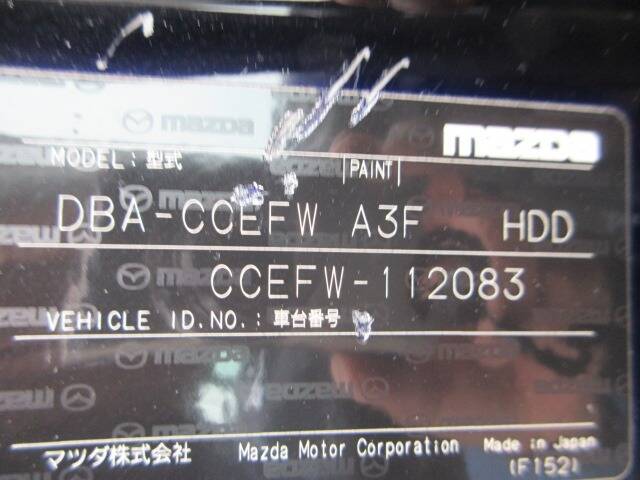 mazda
mazda
MODEL : 型式 PAINT
DBA-CCEFW A3F HDD
CCEFW-112083
VEHICLE ID.NO. : 車台番号
マツダ株式会社 Mazda Motor Corporation Made in Japan
(F152)